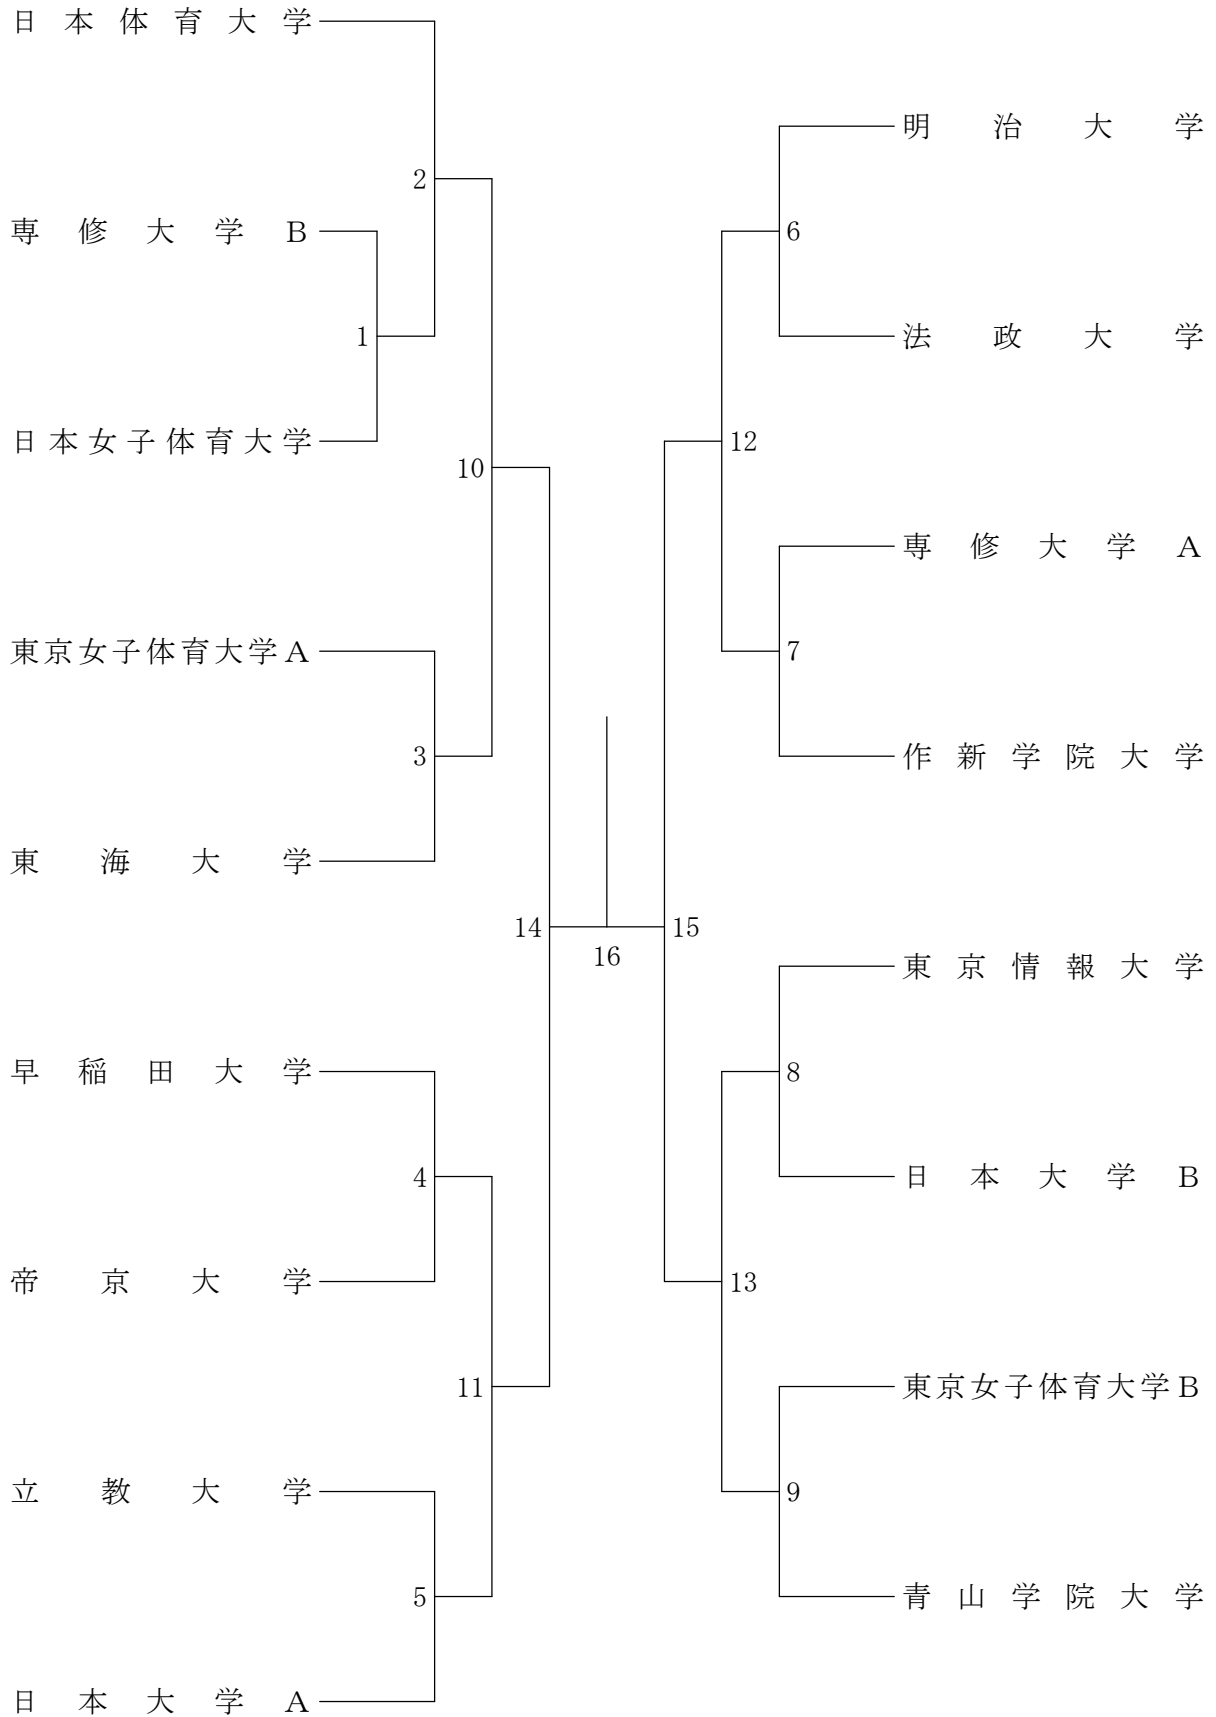 日本体育大学
2
専修大学B
1
日本女子体育大学
10
東京女子体育大学A
3
東海大学
14
早稲田大学
4
帝京大学
11
立教大学
5
日本大学A
16
明治大学
6
法政大学
12
専修大学A
7
作新学院大学
15
東京情報大学
8
日本大学B
13
東京女子体育大学B
9
青山学院大学